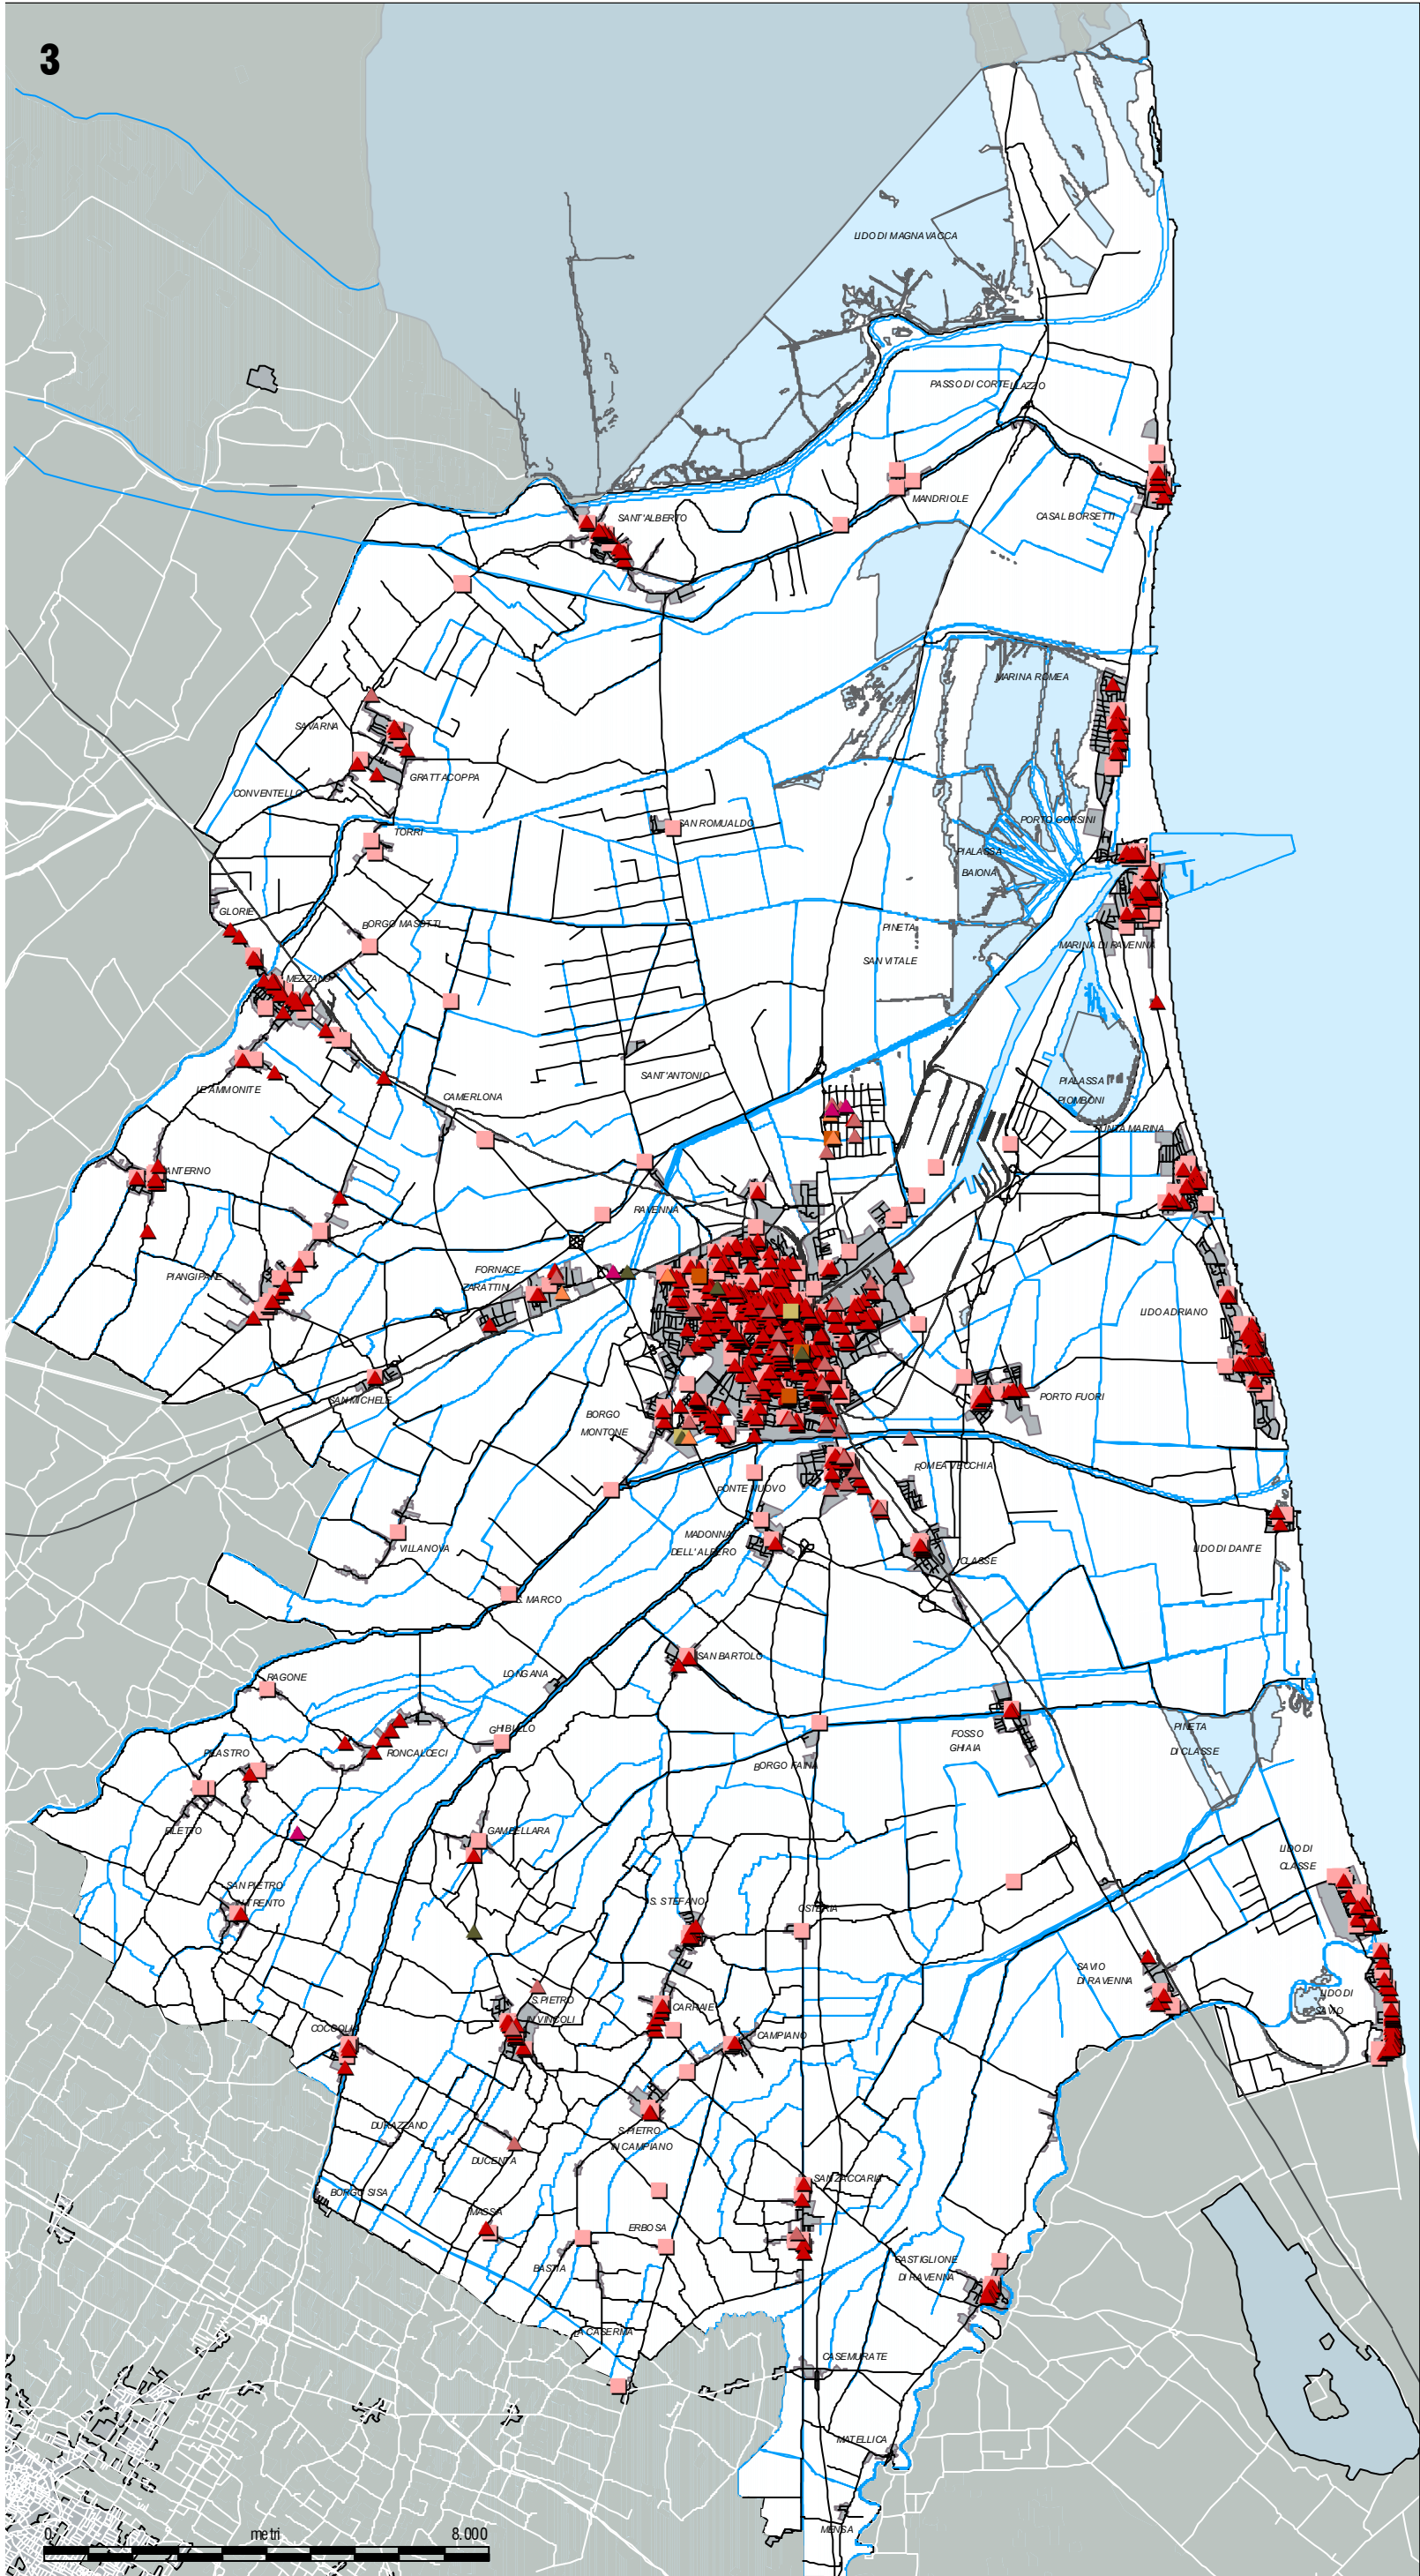 3
LIDO DI MAGNAVACCA
PASSO DI CORTELLAZZO
MANDRIOLE
CASAL BORSETTI
SANT'ALBERTO
MARINA ROMEA
SAVARNA
GRATTACOPPA
CONVENTELLO
TORRI
SAN ROMUALDO
PORTO CORSINI
PIALASSA
BAIONA
GLORIE
BORGO MASOTTI
PINETA
SAN VITALE
MARINA DI RAVENNA
MEZZANO
SANT'ANTONIO
PIALASSA
PIOMBONI
LE AMMONITE
CAMERLONA
PUNTA MARINA
SANTERNO
RAVENNA
PIANGIPANE
FORNACE
ZARATTINI
LIDO ADRIANO
SAN MICHELE
PORTO FUORI
BORGO
MONTONE
ROMEA VECCHIA
PONTE NUOVO
MADONNA
DELL'ALBERO
VILLANOVA
LIDO DI DANTE
CLASSE
S. MARCO
SAN BARTOLO
RAGONE
LONGANA
GHIBULLO
FOSSO
GHIAIA
PINETA
DI CLASSE
PILASTRO
RONCALCECI
BORGO FAINA
FILETTO
GAMBELLARA
LIDO DI
CLASSE
SAN PIETRO
IN TRENTO
S. STEFANO
OSTERIA
SAVIO
DI RAVENNA
LIDO DI
SAVIO
S.PIETRO
IN VINCOLI
CARRAIE
COCCOLIA
CAMPIANO
DURAZZANO
S.PIETRO
IN CAMPIANO
DUCENTA
SAN ZACCARIA
BORGO SISA
MASSA
ERBOSA
CASTIGLIONE
DI RAVENNA
BASTIA
LA CASERMA
CASEMURATE
MATELLICA
MENSA
0 metri 8.000